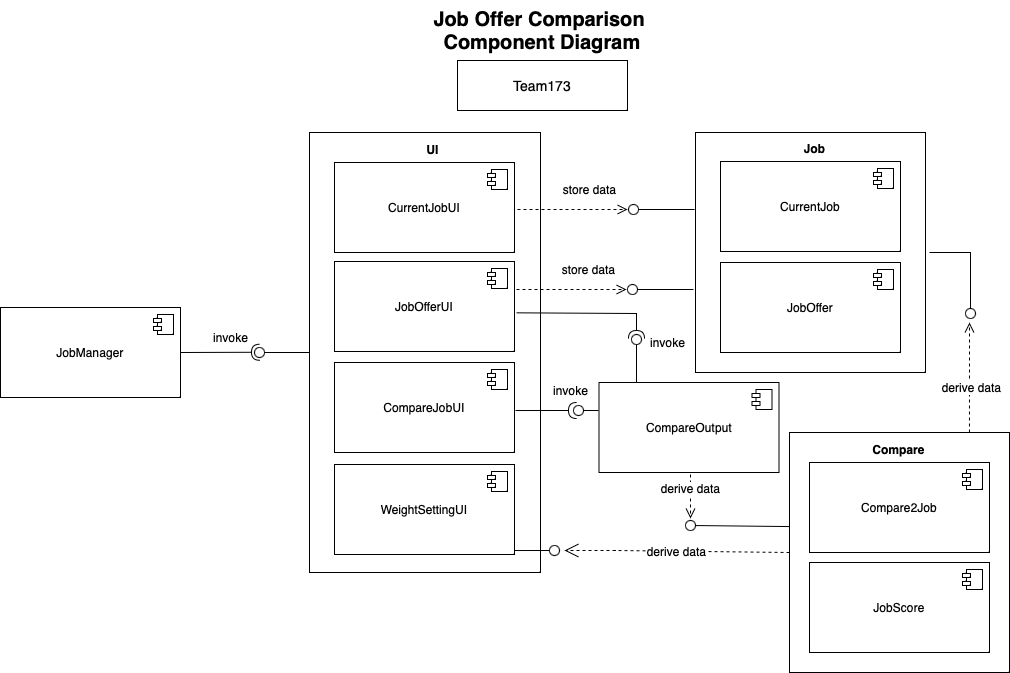 Job Offer Comparison
Component Diagram
Team173
UI
CurrentJobUI
JobOfferUI
CompareJobUI
WeightSettingUI
JobManager
invoke
store data
store data
invoke
invoke
Job
CurrentJob
JobOffer
CompareOutput
derive data
derive data
derive data
Compare
Compare2Job
JobScore